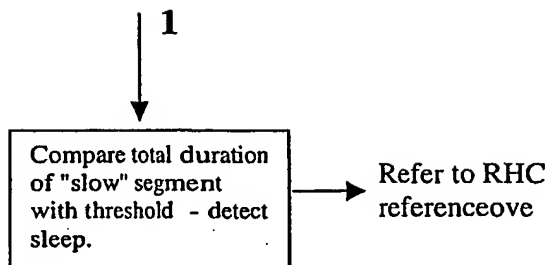 1
Compare total duration
of "slow" segment
with threshold - detect
sleep.
Refer to RHC
referenceove